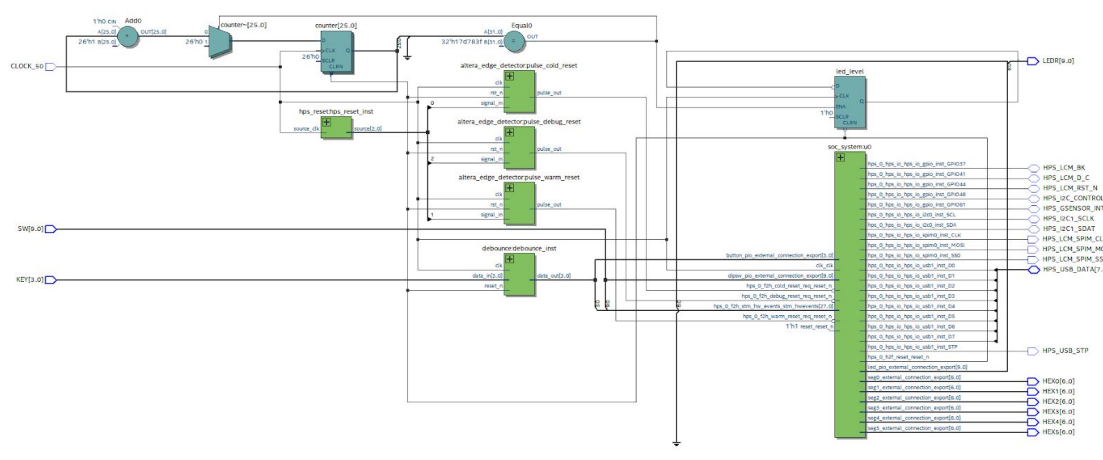 Add0
1'h0 CIN
A[25.0]
26'h1 B[25.0]
OUT[25.0]
counter~[25.0]
0
26'h0 1
counter[25.0]
D
CLK
Q
26'h0
SCLR
CLRN
Equal0
A[31.0]
32'h17d783f B[31.0]
OUT
CLOCK_50
altera_edge_detector:pulse_cold_reset
clk
rst_n
signal_in
pulse_out
hps_reset:hps_reset_inst
source_clk
source[2..0]
0
altera_edge_detector:pulse_debug_reset
clk
rst_n
signal_in
pulse_out
2
altera_edge_detector:pulse_warm_reset
clk
rst_n
signal_in
pulse_out
1
SW[9.0]
debounce:debounce_inst
clk
data_in[3.0]
reset_n
data_out[3.0]
KEY[3.0]
led_level
D
CLK
ENA
1'h0
SCLR
CLRN
Q
LEDR[9.0]
soc_system:u0
button_pio_external_connection_export[3.0]
clk_clk
dipsw_pio_external_connection_export[9.0]
hps_0_f2h_cold_reset_req_reset_n
hps_0_f2h_debug_reset_req_reset_n
hps_0_f2h_stm_hw_events_stm_hwevents[27.0]
hps_0_f2h_warm_reset_req_reset_n
1'h1 reset_reset_n
hps_0_hps_io_hps_io_gpio_inst_GPIO37
hps_0_hps_io_hps_io_gpio_inst_GPIO41
hps_0_hps_io_hps_io_gpio_inst_GPIO44
hps_0_hps_io_hps_io_gpio_inst_GPIO48
hps_0_hps_io_hps_io_gpio_inst_GPIO61
hps_0_hps_io_hps_io_i2c0_inst_SCL
hps_0_hps_io_hps_io_i2c0_inst_SDA
hps_0_hps_io_hps_io_spim0_inst_CLK
hps_0_hps_io_hps_io_spim0_inst_MOSI
hps_0_hps_io_hps_io_spim0_inst_SS0
hps_0_hps_io_hps_io_usb1_inst_D0
hps_0_hps_io_hps_io_usb1_inst_D1
hps_0_hps_io_hps_io_usb1_inst_D2
hps_0_hps_io_hps_io_usb1_inst_D3
hps_0_hps_io_hps_io_usb1_inst_D4
hps_0_hps_io_hps_io_usb1_inst_D5
hps_0_hps_io_hps_io_usb1_inst_D6
hps_0_hps_io_hps_io_usb1_inst_D7
hps_0_hps_io_hps_io_usb1_inst_STP
hps_0_h2f_reset_reset_n
led_pio_external_connection_export[9.0]
seg0_external_connection_export[6.0]
seg1_external_connection_export[6.0]
seg2_external_connection_export[6.0]
seg3_external_connection_export[6.0]
seg4_external_connection_export[6.0]
seg5_external_connection_export[6.0]
HPS_LCM_BK
HPS_LCM_D_C
HPS_LCM_RST_N
HPS_I2C_CONTROL
HPS_GSENSOR_INT
HPS_I2C1_SCLK
HPS_I2C1_SDAT
HPS_LCM_SPIM_CL
HPS_LCM_SPIM_MO
HPS_LCM_SPIM_SS
HPS_USB_DATA[7.
HPS_USB_STP
HEX0[6.0]
HEX1[6.0]
HEX2[6.0]
HEX3[6.0]
HEX4[6.0]
HEX5[6.0]